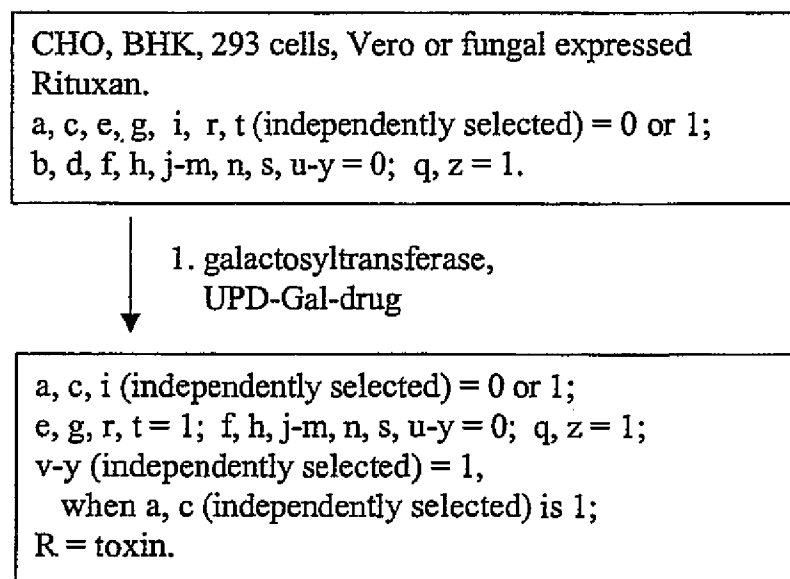 CHO, BHK, 293 cells, Vero or fungal expressed
Rituxan.
a, c, e, g, i, r, t (independently selected) = 0 or 1;
b, d, f, h, j-m, n, s, u-y = 0; q, z = 1.
1. galactosyltransferase,
UPD-Gal-drug
a, c, i (independently selected) = 0 or 1;
e, g, r, t = 1; f, h, j-m, n, s, u-y = 0; q, z = 1;
v-y (independently selected) = 1,
when a, c (independently selected) is 1;
R = toxin.